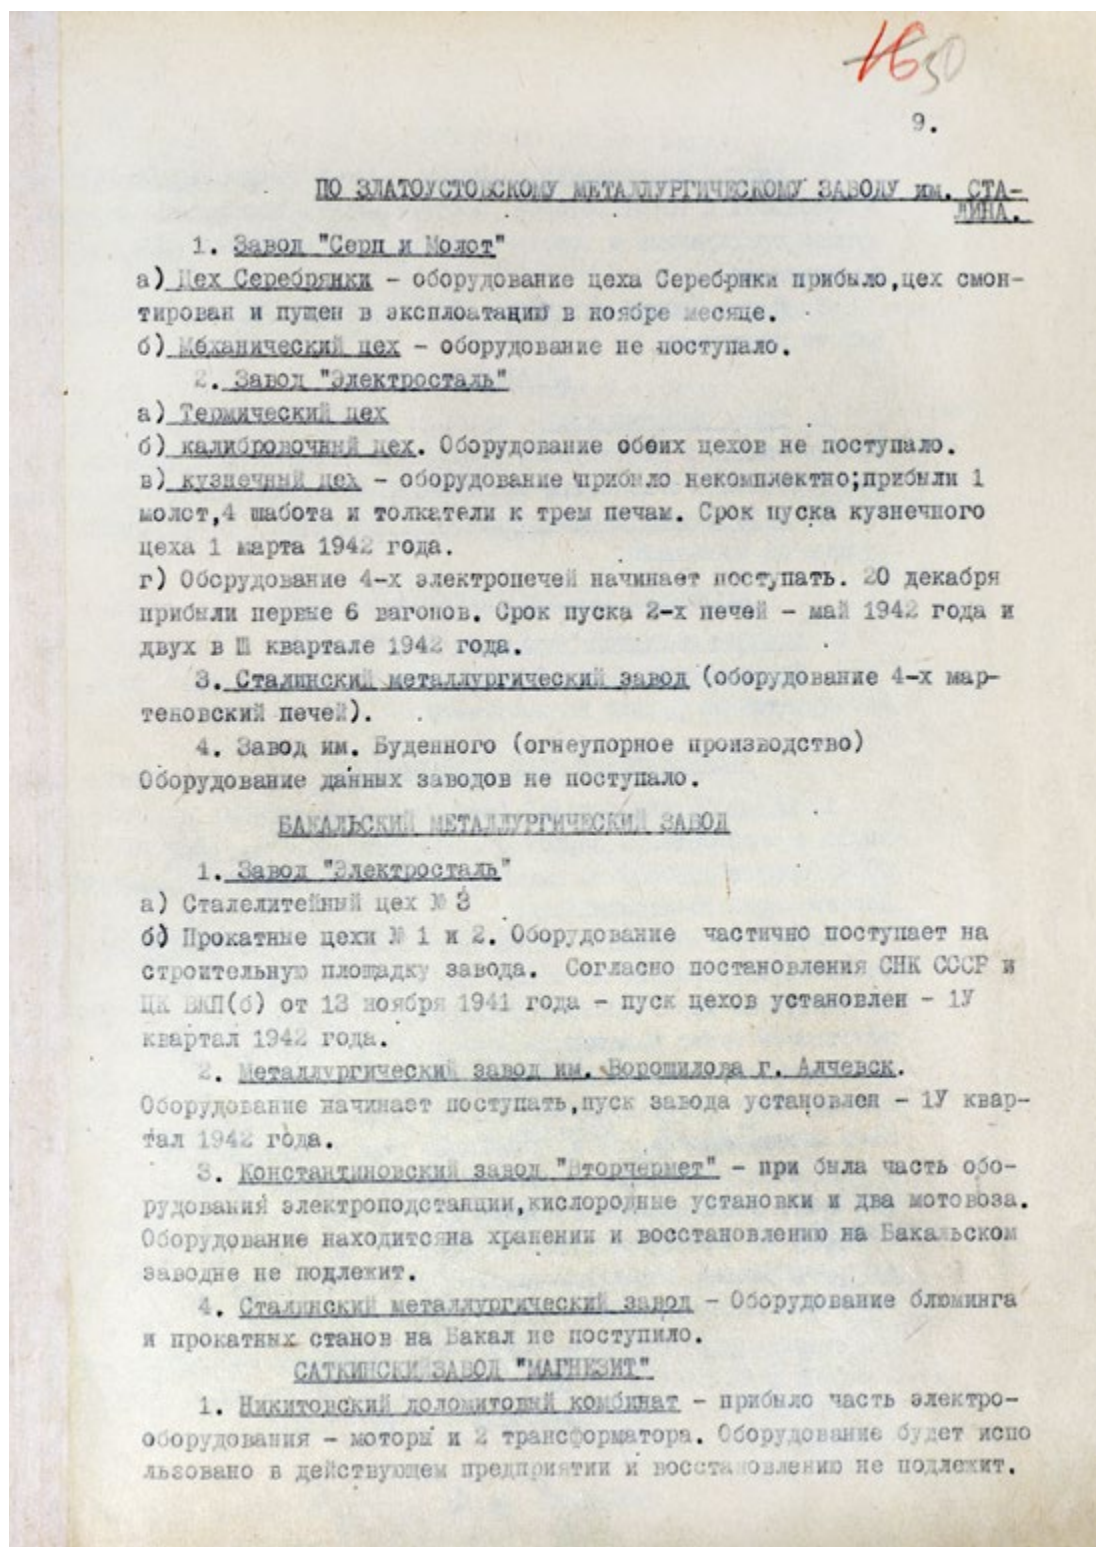 16 30
9.
ПО ЗЛАТОУСТОВСКОМУ МЕТАЛЛУРГИЧЕСКОМУ ЗАВОДУ им. СТА-
ЛИНА.
1. Завод "Серп и Молот"
а) Цех Серебрянки - оборудование цеха Серебрнки прибыло,цех смон-
тирован и пущен в эксплоатацию в ноябре месяце.
б) Механический цех - оборудование не поступало.
2. Завод "Электросталь"
а) Термический цех
б) калибровочный цех. Оборудование обоих цехов не поступало.
в) кузнечный цех - оборудование прибыло некомплектно;прибыли 1
молот,4 шабота и толкатели к трем печам. Срок пуска кузнечного
цеха 1 марта 1942 года.
г) Оборудование 4-х электропечей начинает поступать. 20 декабря
прибыли первые 6 вагонов. Срок пуска 2-х печей - май 1942 года и
двух в Ш квартале 1942 года.
3. Сталинский металлургический завод (оборудование 4-х мар-
теновский печей).
4. Завод им. Буденного (огнеупорное производство)
Оборудование данных заводов не поступало.
БАКАЛЬСКИЙ МЕТАЛЛУРГИЧЕСКИЙ ЗАВОД
1. Завод "Электросталь"
а) Сталелитейный цех № 3
б) Прокатные цехи № 1 и 2. Оборудование частично поступает на
строительную площадку завода. Согласно постановления СНК СССР и
ЦК ВКП(б) от 13 ноября 1941 года - пуск цехов установлен - 1У
квартал 1942 года.
2. Металлургический завод им. Ворошилова г. Алчевск.
Оборудование начинает поступать,пуск завода установлен - 1У квар-
тал 1942 года.
3. Константиновский завод "Вторчермет" - при была часть обо-
рудования электроподстанции,кислородные установки и два мотовоза.
Оборудование находитсяна хранении и восстановлению на Бакальском
заводне не подлежит.
4. Сталинский металлургический завод - Оборудование блюминга
и прокатных станов на Бакал не поступило.
САТКИНСКИЙ ЗАВОД "МАГНЕЗИТ"
1. Никитовский доломитовый комбинат - прибыло часть электро-
оборудования - моторы и 2 трансформатора. Оборудование будет испо
льзовано в действующем предприятии и восстановлению не подлежит.